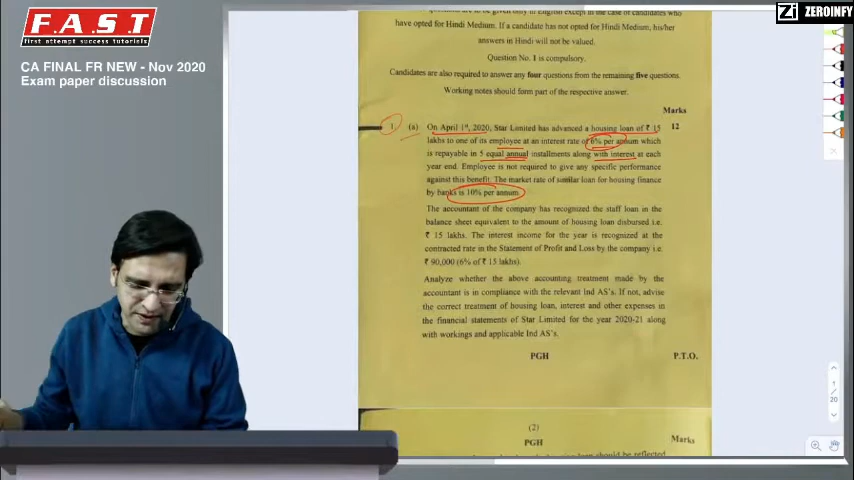 F.A.S.T
first attempt success tutorials
CA FINAL FR NEW - Nov 2020
Exam paper discussion
Zi ZEROINFY
have opted for Hindi Medium. If a candidate has not opted for Hindi Medium, his/her
answers in Hindi will not be valued.
Question No. 1 is compulsory.
Candidates are also required to answer any four questions from the remaining five questions.
Working notes should form part of the respective answer.
Marks
1. (a) On April 1st, 2020, Star Limited has advanced a housing loan of ₹ 15 12
lakhs to one of its employee at an interest rate of 6% per annum which
is repayable in 5 equal annual installments along with interest at each
year end. Employee is not required to give any specific performance
against this benefit. The market rate of similar loan for housing finance
by banks is 10% per annum.
The accountant of the company has recognized the staff loan in the
balance sheet equivalent to the amount of housing loan disbursed i.e.
₹ 15 lakhs. The interest income for the year is recognized at the
contracted rate in the Statement of Profit and Loss by the company i.e.
₹ 90,000 (6% of ₹ 15 lakhs).
Analyze whether the above accounting treatment made by the
accountant is in compliance with the relevant Ind AS's. If not, advise
the correct treatment of housing loan, interest and other expenses in
the financial statements of Star Limited for the year 2020-21 along
with workings and applicable Ind AS's.
PGH P.T.O.
(2)
PGH Marks
housing loan should be reflected
1
/
20